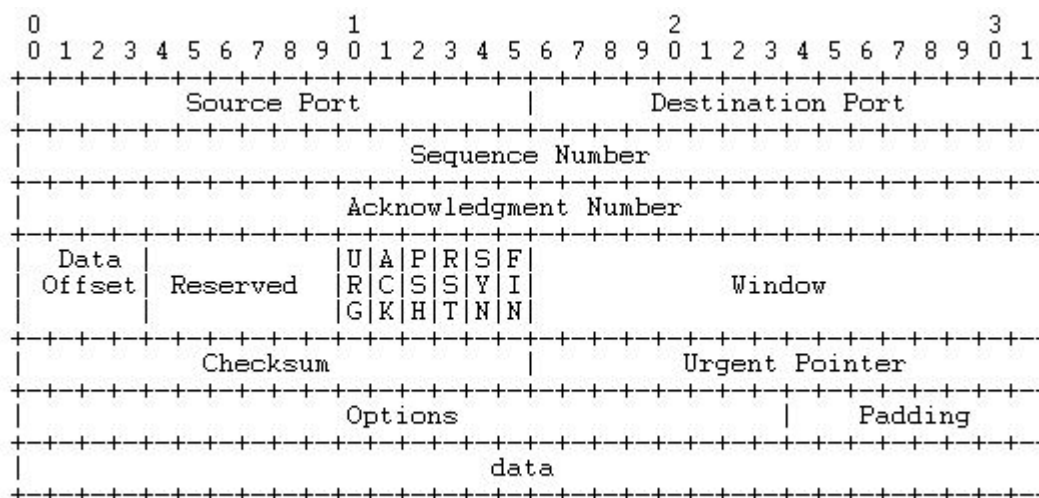 0                   1                   2                   3
0 1 2 3 4 5 6 7 8 9 0 1 2 3 4 5 6 7 8 9 0 1 2 3 4 5 6 7 8 9 0 1
+-+-+-+-+-+-+-+-+-+-+-+-+-+-+-+-+-+-+-+-+-+-+-+-+-+-+-+-+-+-+-+-
|          Source Port          |       Destination Port
+-+-+-+-+-+-+-+-+-+-+-+-+-+-+-+-+-+-+-+-+-+-+-+-+-+-+-+-+-+-+-+-
|                        Sequence Number
+-+-+-+-+-+-+-+-+-+-+-+-+-+-+-+-+-+-+-+-+-+-+-+-+-+-+-+-+-+-+-+-
|                    Acknowledgment Number
+-+-+-+-+-+-+-+-+-+-+-+-+-+-+-+-+-+-+-+-+-+-+-+-+-+-+-+-+-+-+-+-
|  Data |           |U|A|P|R|S|F|
| Offset| Reserved  |R|C|S|S|Y|I|            Window
|       |           |G|K|H|T|N|N|
+-+-+-+-+-+-+-+-+-+-+-+-+-+-+-+-+-+-+-+-+-+-+-+-+-+-+-+-+-+-+-+-
|           Checksum            |         Urgent Pointer
+-+-+-+-+-+-+-+-+-+-+-+-+-+-+-+-+-+-+-+-+-+-+-+-+-+-+-+-+-+-+-+-
|                    Options                    |    Padding
+-+-+-+-+-+-+-+-+-+-+-+-+-+-+-+-+-+-+-+-+-+-+-+-+-+-+-+-+-+-+-+-
|                             data
+-+-+-+-+-+-+-+-+-+-+-+-+-+-+-+-+-+-+-+-+-+-+-+-+-+-+-+-+-+-+-+-